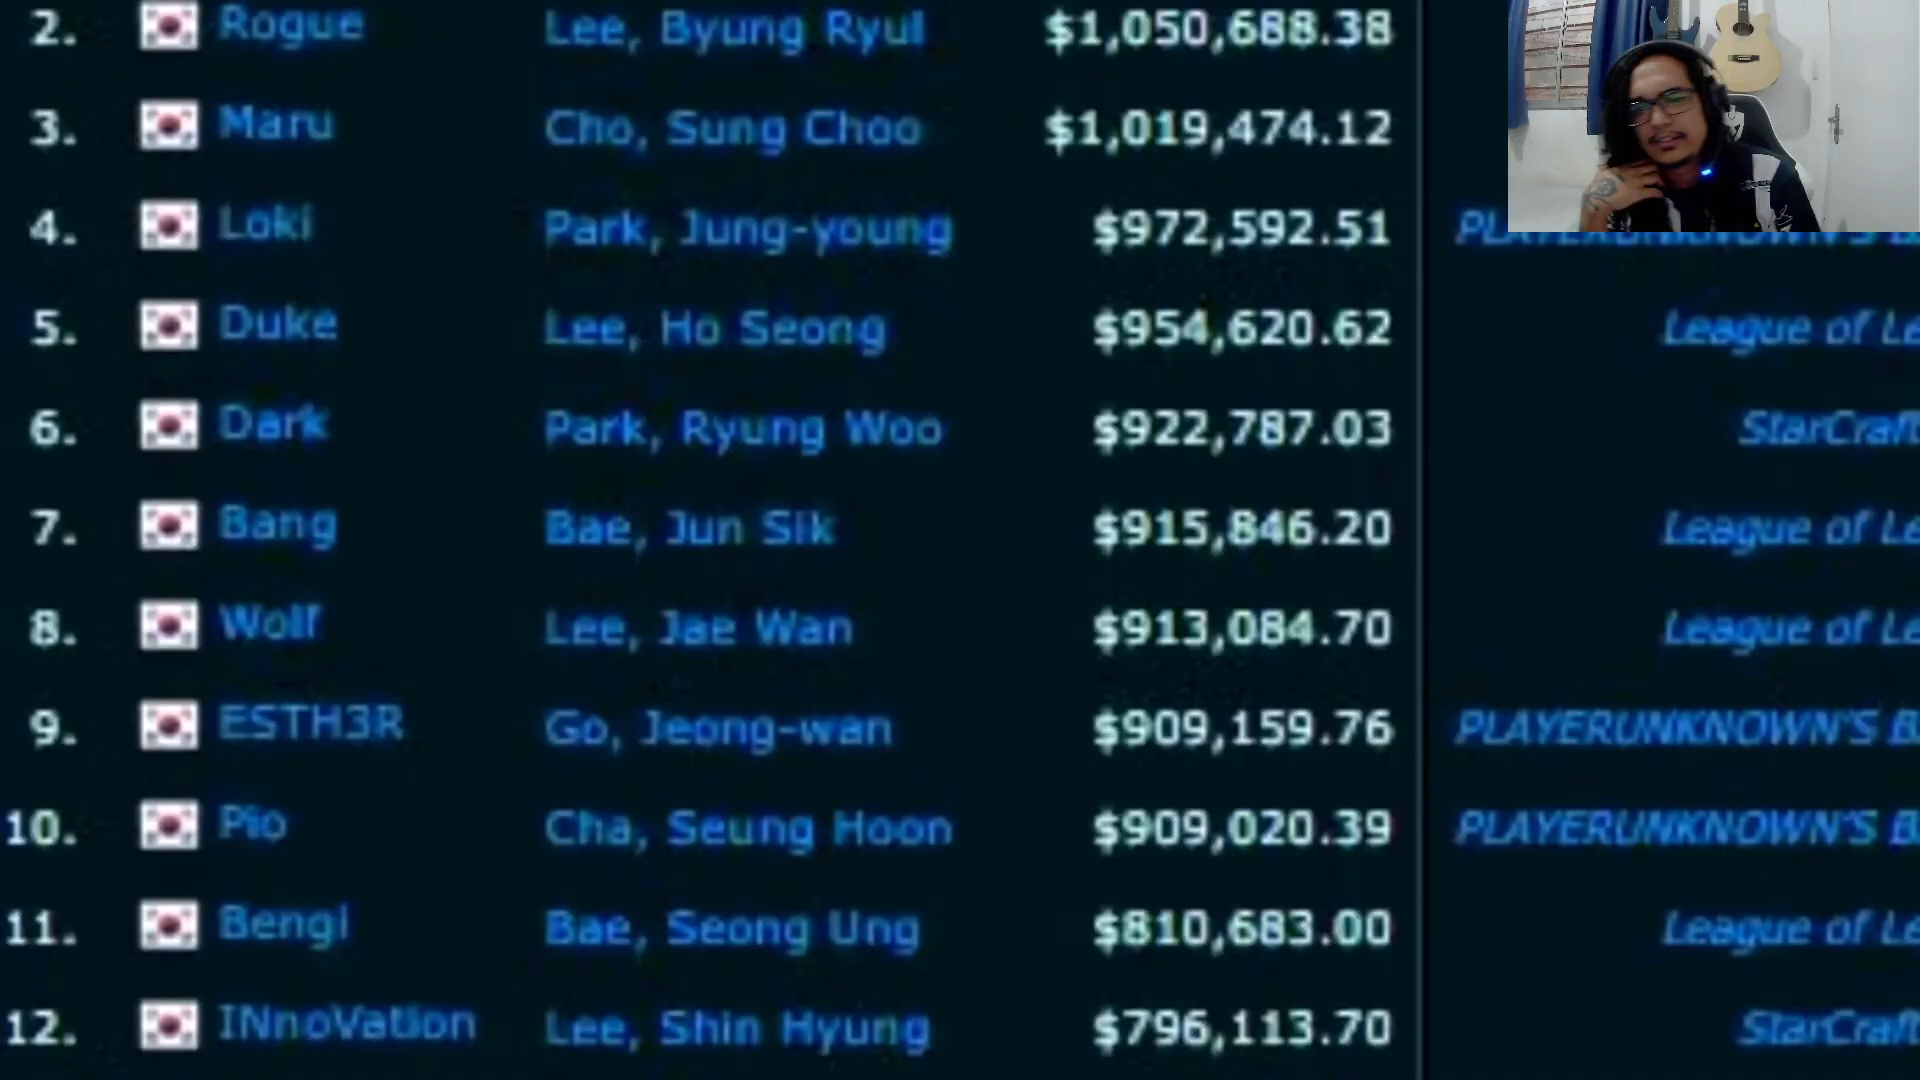 2. Rogue Lee, Byung Ryul $1,050,688.38
3. Maru Cho, Sung Choo $1,019,474.12
4. Loki Park, Jung-young $972,592.51 PLAYERUNKNOWN'S B
5. Duke Lee, Ho Seong $954,620.62 League of Le
6. Dark Park, Ryung Woo $922,787.03 StarCraft
7. Bang Bae, Jun Sik $915,846.20 League of Le
8. Wolf Lee, Jae Wan $913,084.70 League of Le
9. ESTH3R Go, Jeong-wan $909,159.76 PLAYERUNKNOWN'S B
10. Pio Cha, Seung Hoon $909,020.39 PLAYERUNKNOWN'S B
11. Bengi Bae, Seong Ung $810,683.00 League of Le
12. INnoVation Lee, Shin Hyung $796,113.70 StarCraft